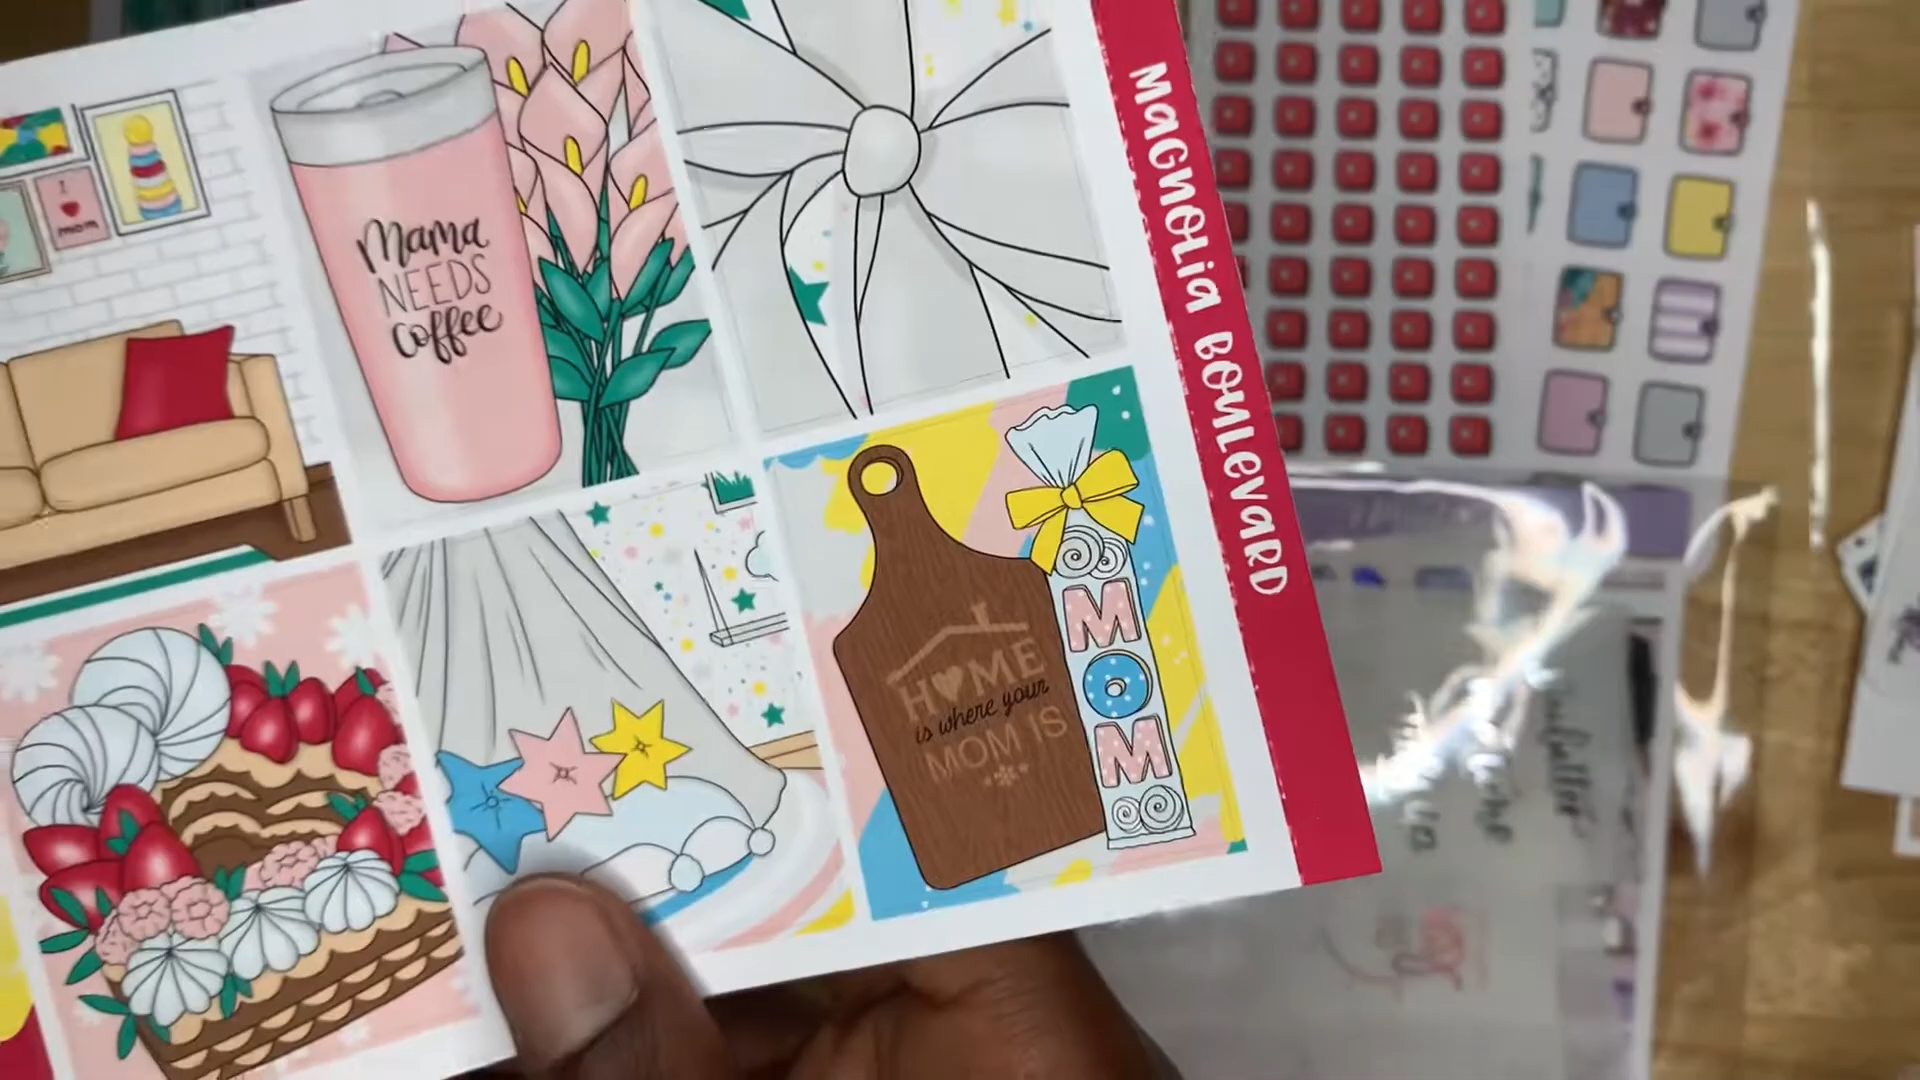 I
mom
Mama
NEEDS
coffee
MAGNOLIA BOULEVARD
HOME
is where your
MOM IS
MOM